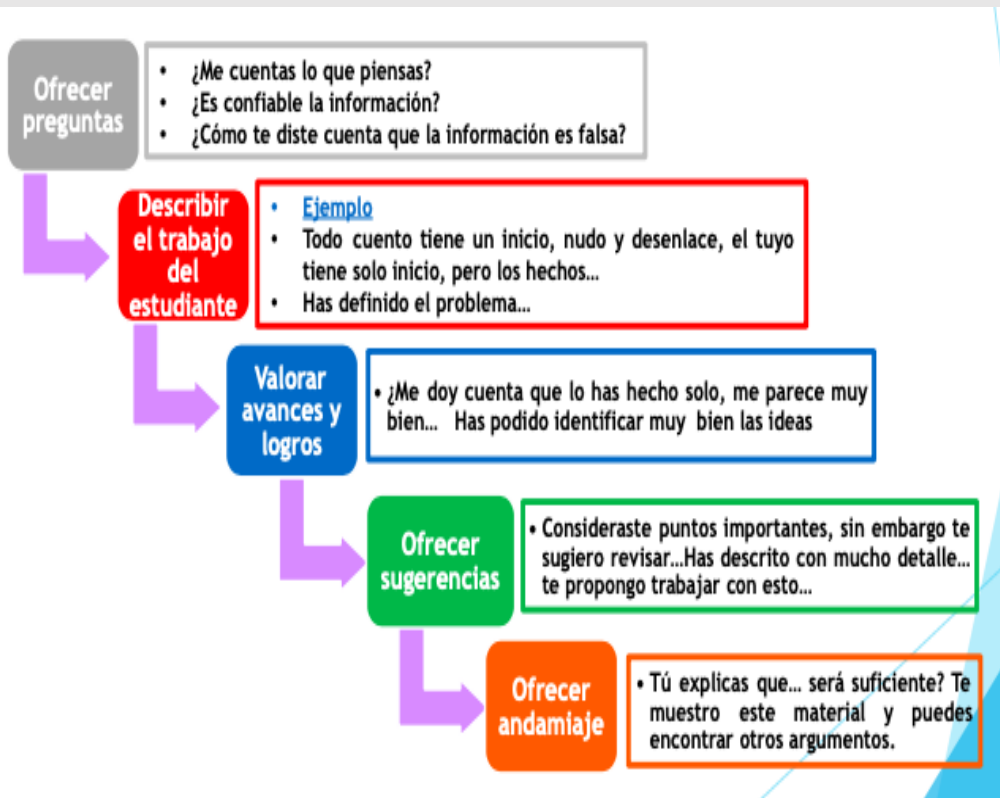 Ofrecer
preguntas
• ¿Me cuentas lo que piensas?
• ¿Es confiable la información?
• ¿Cómo te diste cuenta que la información es falsa?
Describir
el trabajo
del
estudiante
• Ejemplo
• Todo cuento tiene un inicio, nudo y desenlace, el tuyo
tiene solo inicio, pero los hechos...
• Has definido el problema...
Valorar
avances y
logros
• ¿Me doy cuenta que lo has hecho solo, me parece muy
bien... Has podido identificar muy bien las ideas
Ofrecer
sugerencias
• Consideraste puntos importantes, sin embargo te
sugiero revisar...Has descrito con mucho detalle...
te propongo trabajar con esto...
Ofrecer
andamiaje
• Tú explicas que... será suficiente? Te
muestro este material y puedes
encontrar otros argumentos.